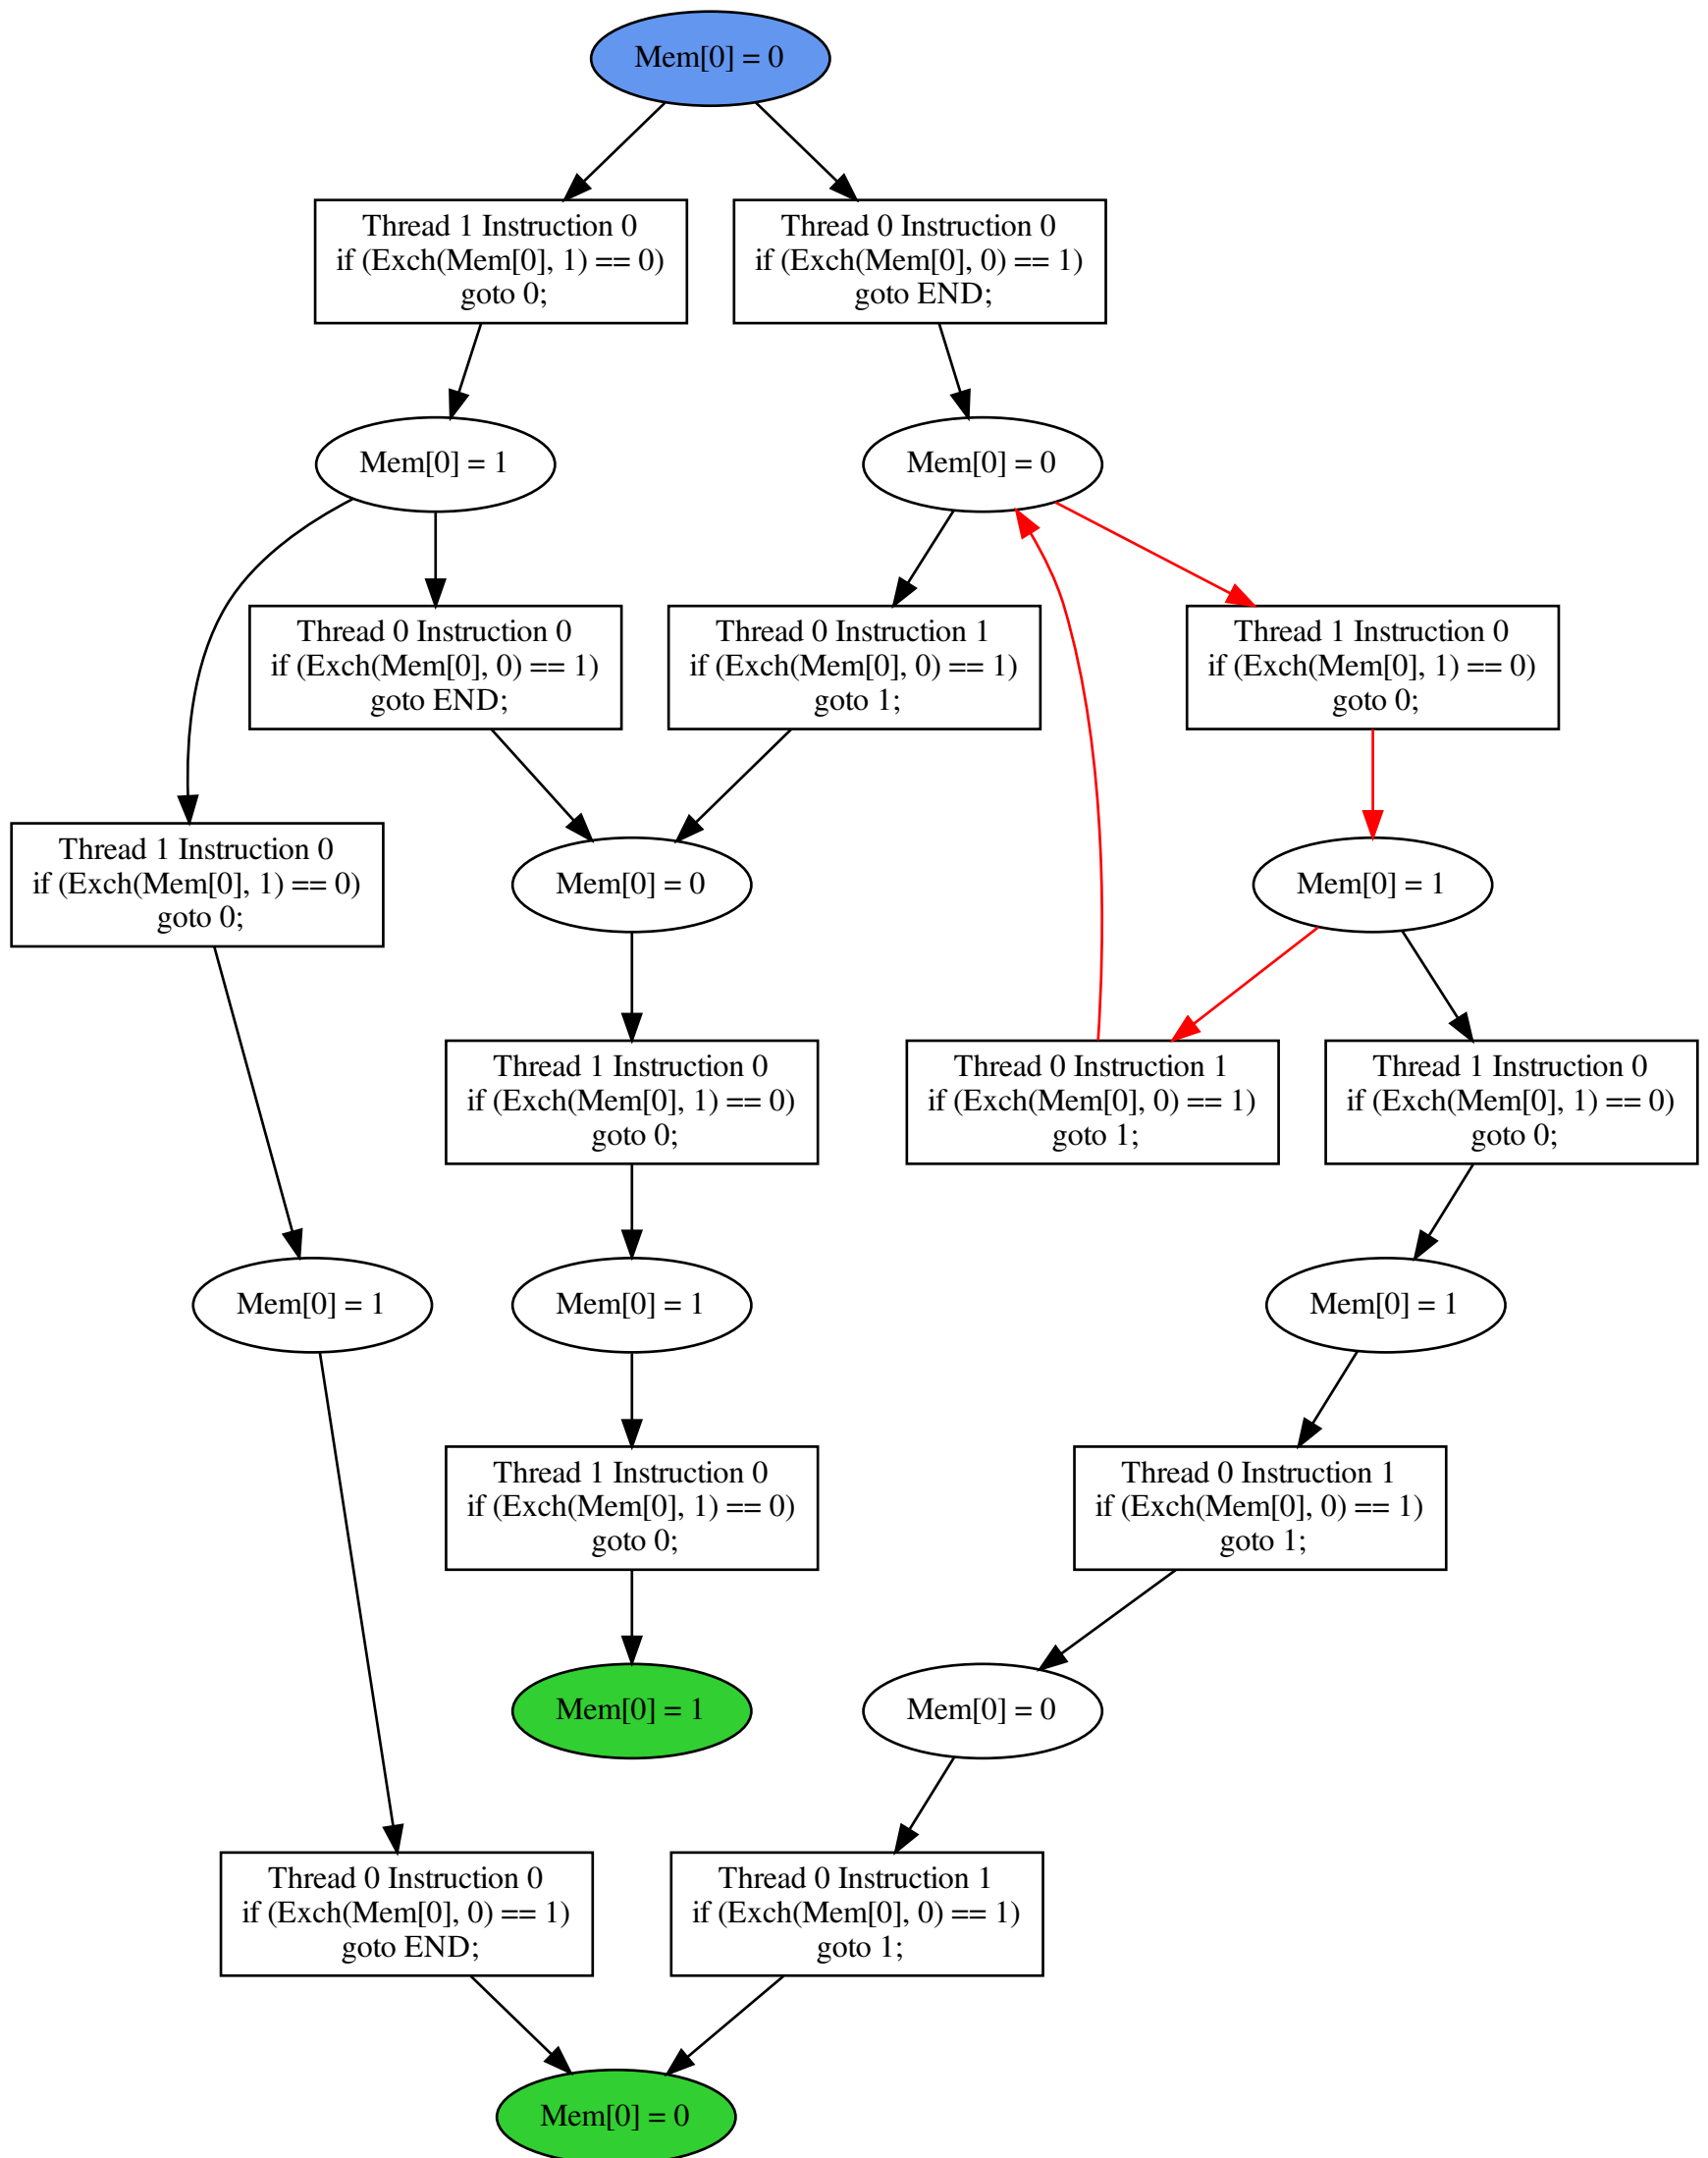 Mem[0] = 0
Thread 1 Instruction 0
if (Exch(Mem[0], 1) == 0)
goto 0;
Thread 0 Instruction 0
if (Exch(Mem[0], 0) == 1)
goto END;
Mem[0] = 1
Mem[0] = 0
Thread 0 Instruction 0
if (Exch(Mem[0], 0) == 1)
goto END;
Thread 0 Instruction 1
if (Exch(Mem[0], 0) == 1)
goto 1;
Thread 1 Instruction 0
if (Exch(Mem[0], 1) == 0)
goto 0;
Thread 1 Instruction 0
if (Exch(Mem[0], 1) == 0)
goto 0;
Mem[0] = 0
Mem[0] = 1
Thread 1 Instruction 0
if (Exch(Mem[0], 1) == 0)
goto 0;
Thread 0 Instruction 1
if (Exch(Mem[0], 0) == 1)
goto 1;
Thread 1 Instruction 0
if (Exch(Mem[0], 1) == 0)
goto 0;
Mem[0] = 1
Mem[0] = 1
Mem[0] = 1
Thread 1 Instruction 0
if (Exch(Mem[0], 1) == 0)
goto 0;
Thread 0 Instruction 1
if (Exch(Mem[0], 0) == 1)
goto 1;
Mem[0] = 1
Mem[0] = 0
Thread 0 Instruction 0
if (Exch(Mem[0], 0) == 1)
goto END;
Thread 0 Instruction 1
if (Exch(Mem[0], 0) == 1)
goto 1;
Mem[0] = 0